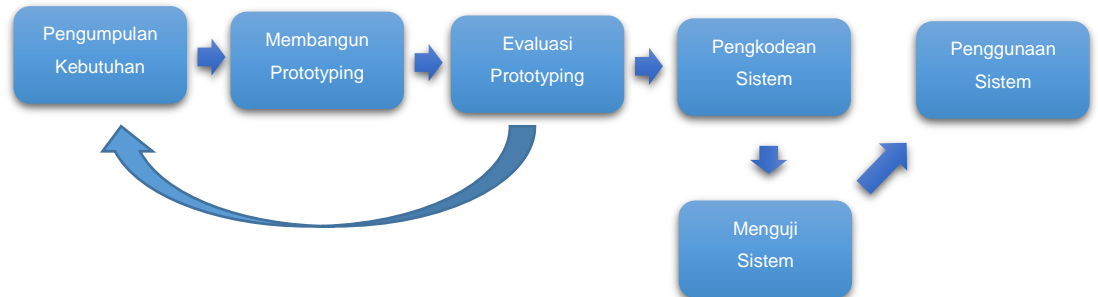 Pengumpulan
Kebutuhan
Membangun
Prototyping
Evaluasi
Prototyping
Pengkodean
Sistem
Penggunaan
Sistem
Menguji
Sistem